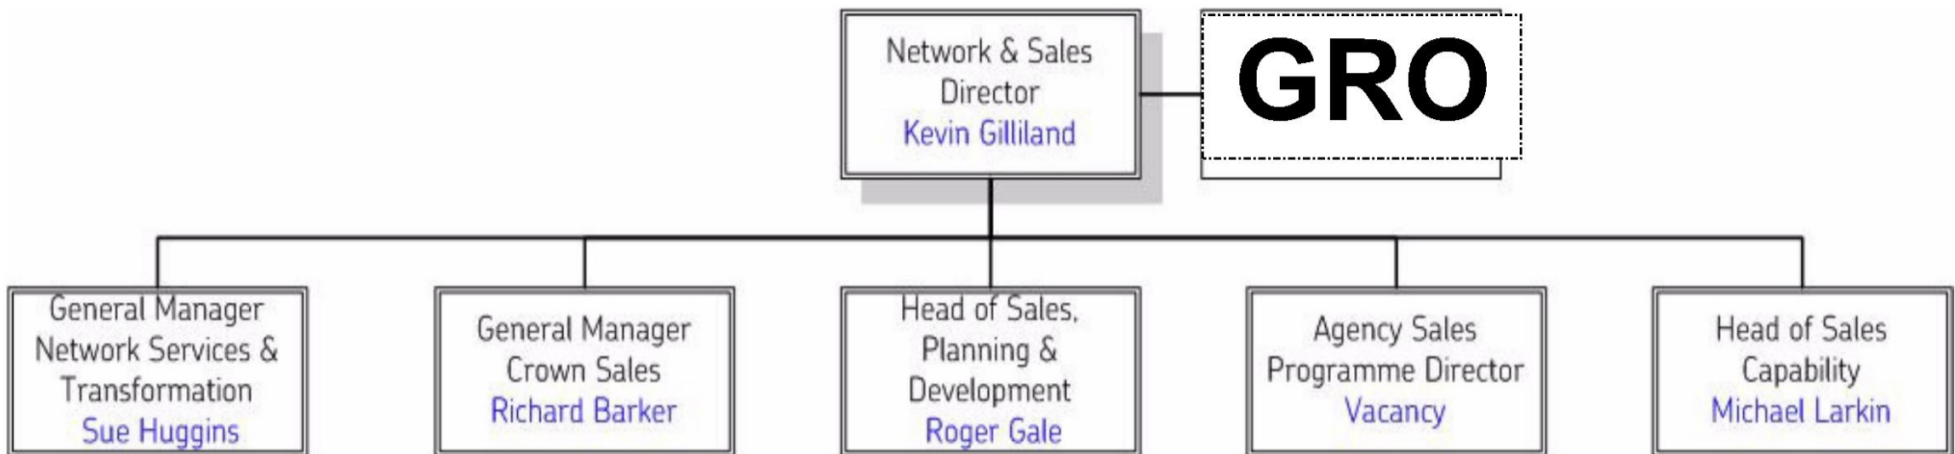 Network & Sales
Director
Kevin Gilliland
GRO
General Manager
Network Services &
Transformation
Sue Huggins
General Manager
Crown Sales
Richard Barker
Head of Sales,
Planning &
Development
Roger Gale
Agency Sales
Programme Director
Vacancy
Head of Sales
Capability
Michael Larkin